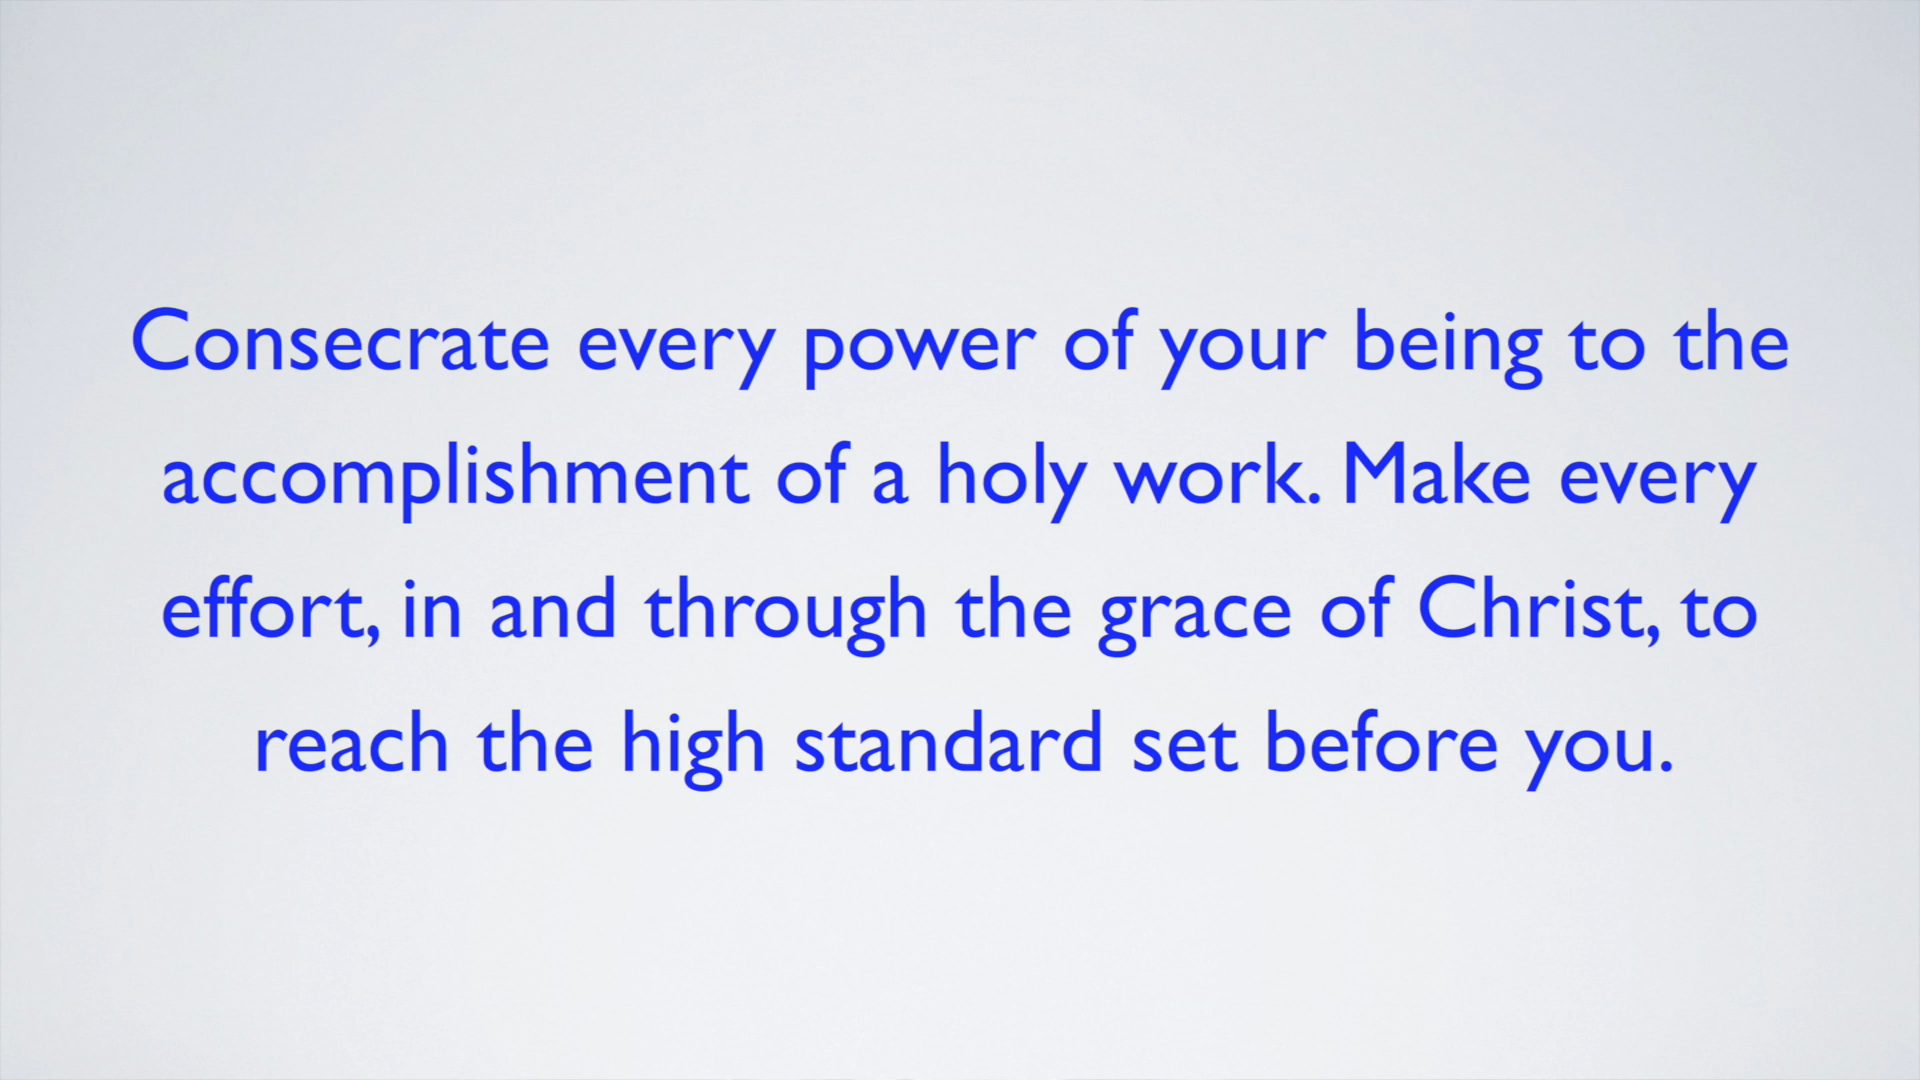 Consecrate every power of your being to the
accomplishment of a holy work. Make every
effort, in and through the grace of Christ, to
reach the high standard set before you.